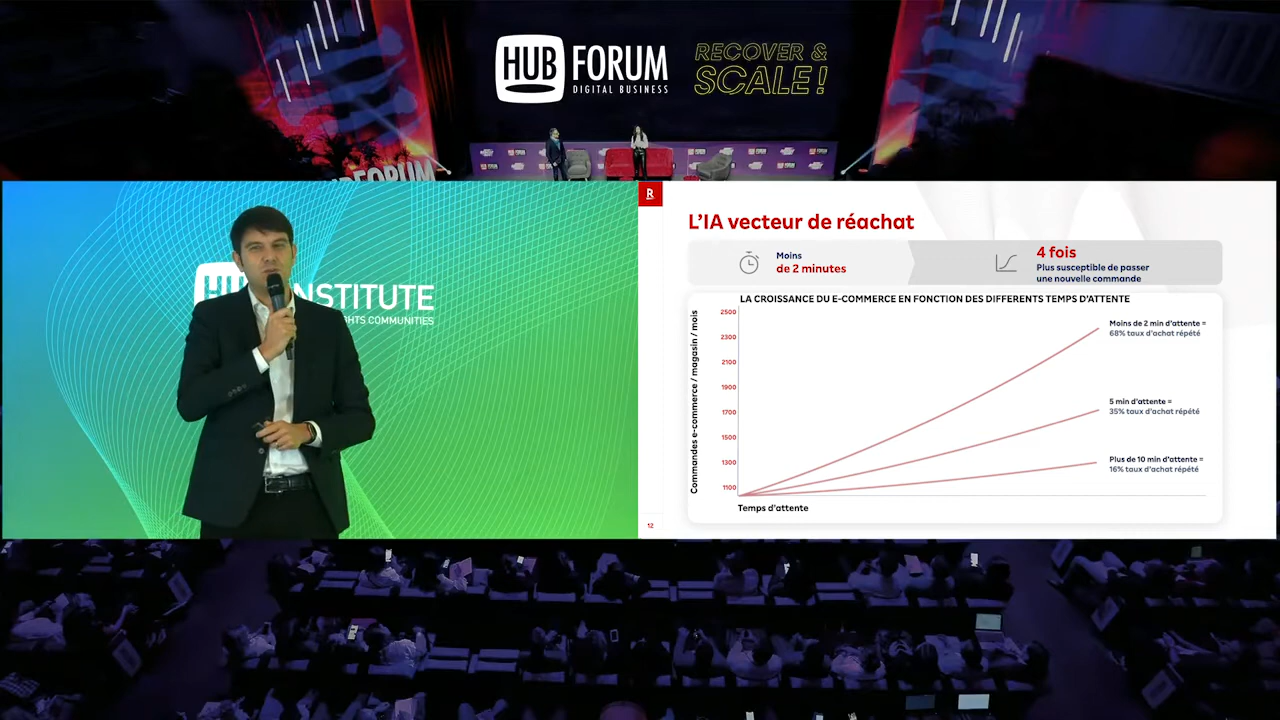 HUB FORUM
DIGITAL BUSINESS
RECOVER &
SCALE!
FORUM
HUB INSTITUTE
GHTS COMMUNITIES
R
L'IA vecteur de réachat
Moins
de 2 minutes
4 fois
Plus susceptible de passer
une nouvelle commande
LA CROISSANCE DU E-COMMERCE EN FONCTION DES DIFFERENTS TEMPS D'ATTENTE
Commandes e-commerce / magasin / mois
2500
2300
2100
1900
1700
1500
1300
1100
Moins de 2 min d'attente =
68% taux d'achat répété
5 min d'attente =
35% taux d'achat répété
Plus de 10 min d'attente =
16% taux d'achat répété
Temps d'attente
12